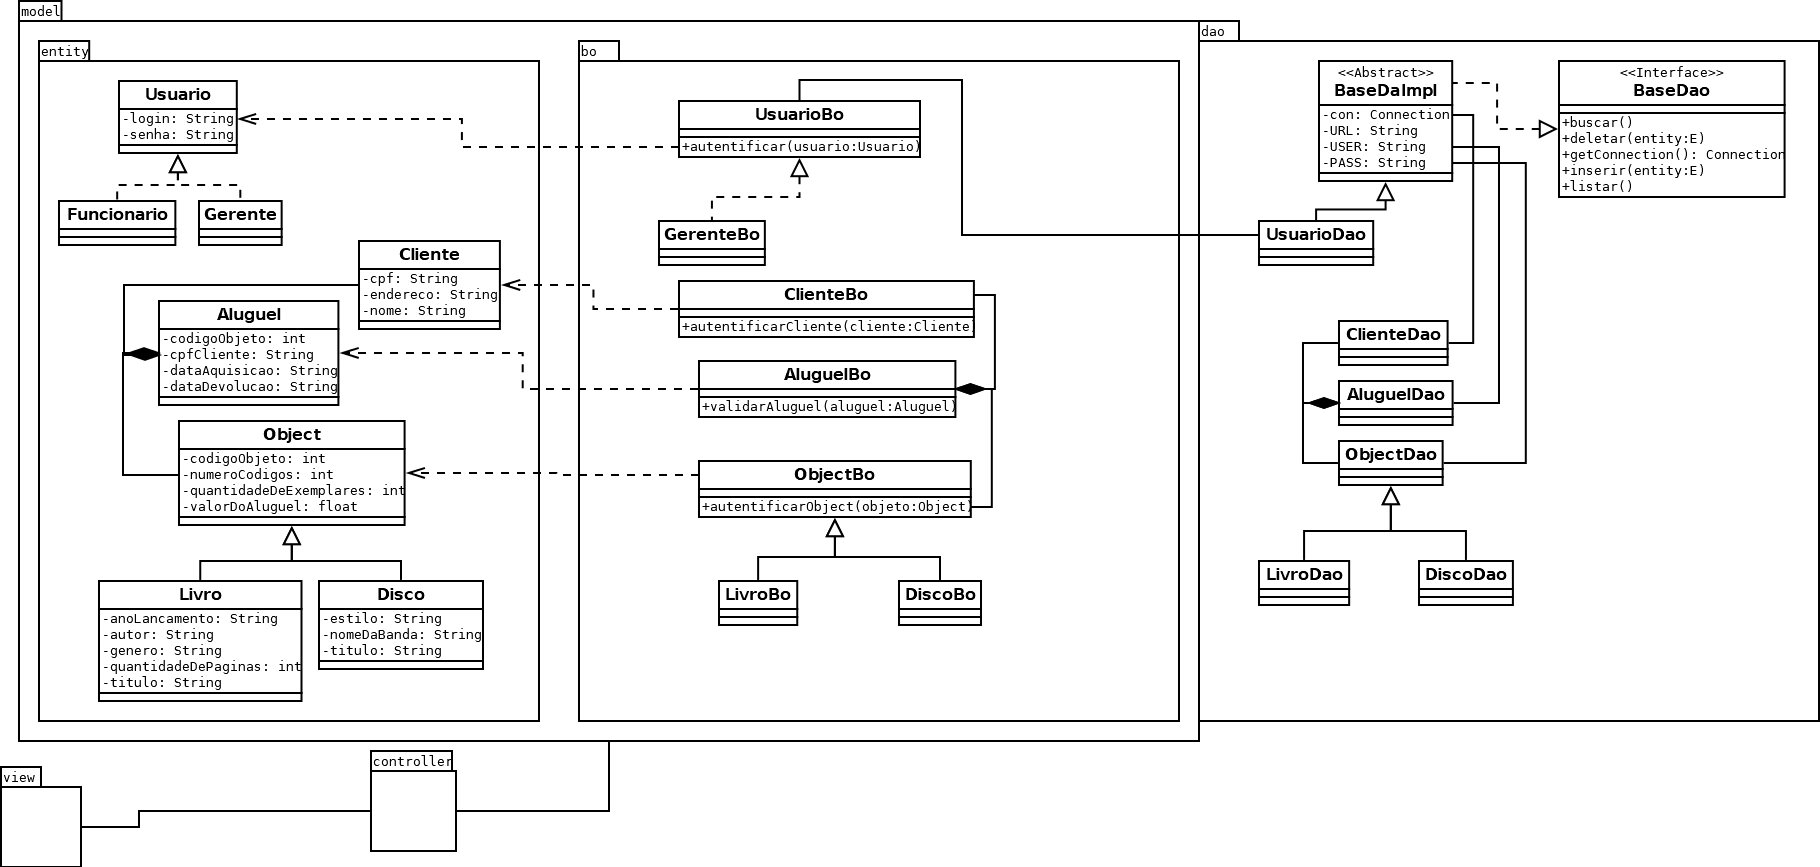 model
entity
Usuario
-login: String
-senha: String
Funcionario
Gerente
Cliente
-cpf: String
-endereco: String
-nome: String
Aluguel
-codigoObjeto: int
-cpfCliente: String
-dataAquisicao: String
-dataDevolucao: String
Object
-codigoObjeto: int
-numeroCodigos: int
-quantidadeDeExemplares: int
-valorDoAluguel: float
Livro
-anoLancamento: String
-autor: String
-genero: String
-quantidadeDePaginas: int
-titulo: String
Disco
-estilo: String
-nomeDaBanda: String
-titulo: String
bo
UsuarioBo
+autentificar(usuario:Usuario)
GerenteBo
ClienteBo
+autentificarCliente(cliente:Cliente)
AluguelBo
+validarAluguel(aluguel:Aluguel)
ObjectBo
+autentificarObject(objeto:Object)
LivroBo
DiscoBo
dao
<<Abstract>>
BaseDaImpl
-con: Connection
-URL: String
-USER: String
-PASS: String
<<Interface>>
BaseDao
+buscar()
+deletar(entity:E)
+getConnection(): Connection
+inserir(entity:E)
+listar()
UsuarioDao
ClienteDao
AluguelDao
ObjectDao
LivroDao
DiscoDao
controller
view